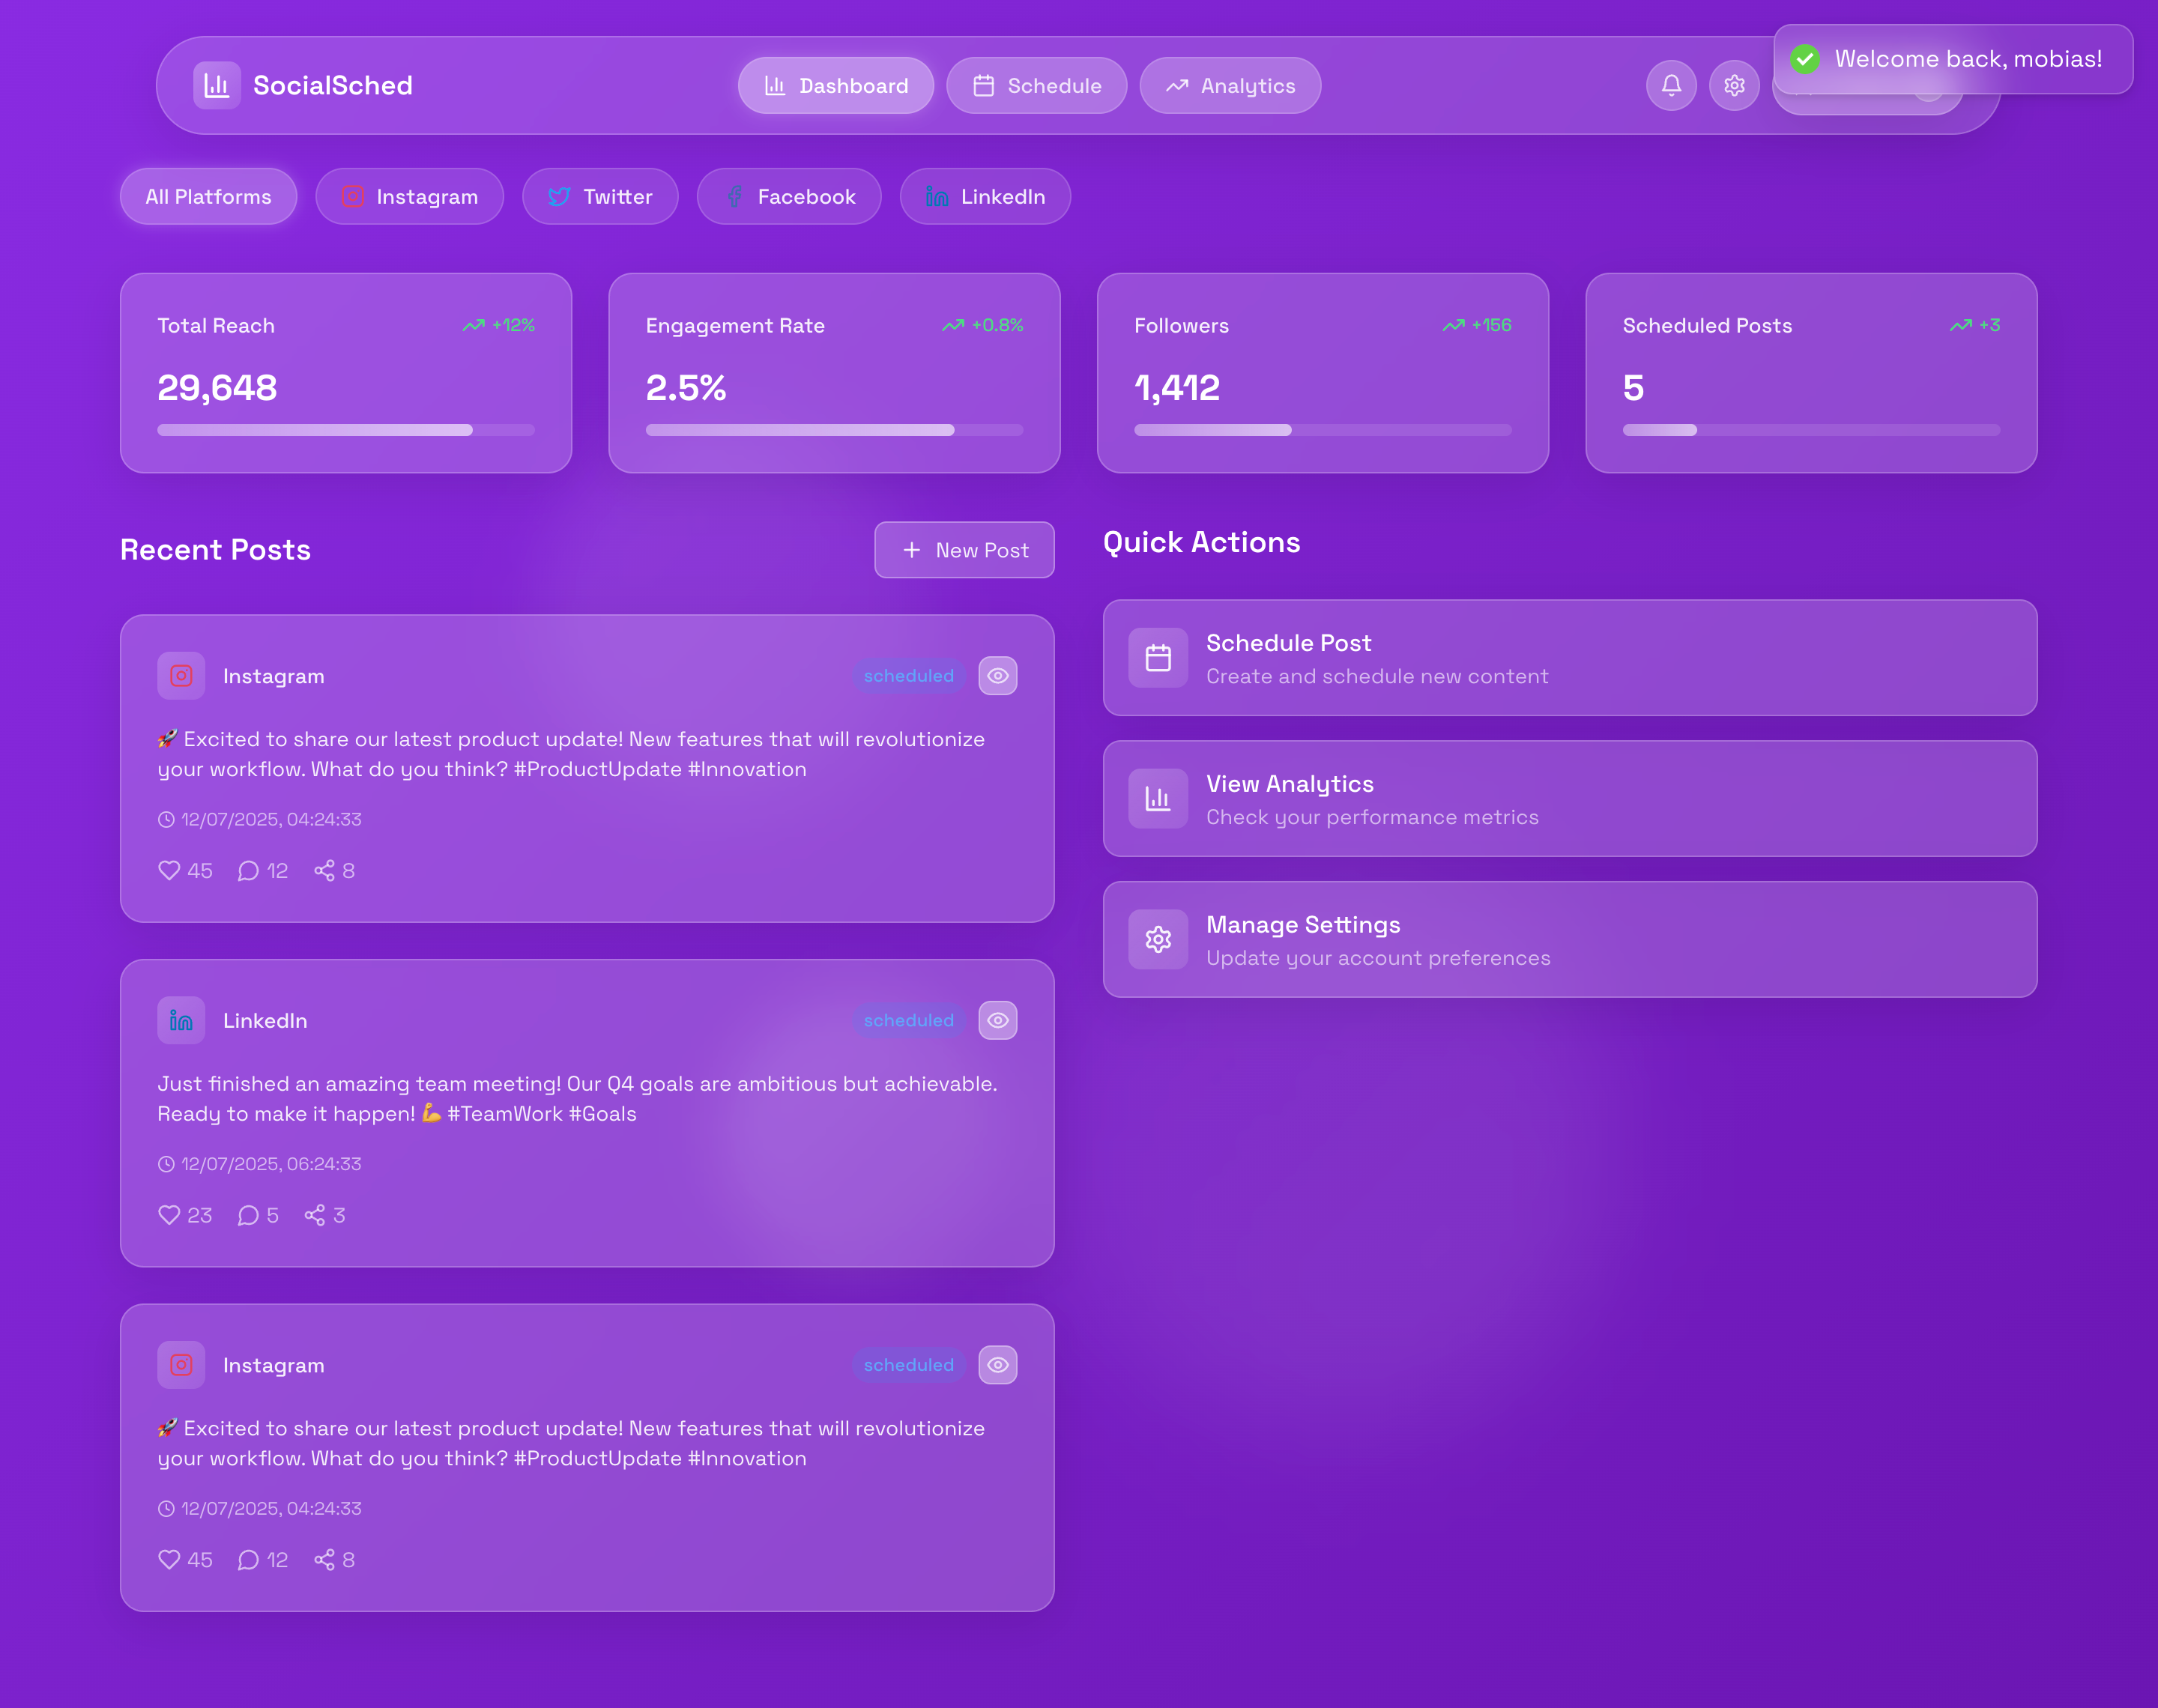 SocialSched
Dashboard
Schedule
Analytics
Welcome back, mobias!
All Platforms
Instagram
Twitter
Facebook
LinkedIn
Total Reach
+12%
29,648
Engagement Rate
+0.8%
2.5%
Followers
+156
1,412
Scheduled Posts
+3
5
Recent Posts
New Post
Instagram
scheduled
🚀 Excited to share our latest product update! New features that will revolutionize
your workflow. What do you think? #ProductUpdate #Innovation
12/07/2025, 04:24:33
45 12 8
LinkedIn
scheduled
Just finished an amazing team meeting! Our Q4 goals are ambitious but achievable.
Ready to make it happen! 💪 #TeamWork #Goals
12/07/2025, 06:24:33
23 5 3
Instagram
scheduled
🚀 Excited to share our latest product update! New features that will revolutionize
your workflow. What do you think? #ProductUpdate #Innovation
12/07/2025, 04:24:33
45 12 8
Quick Actions
Schedule Post
Create and schedule new content
View Analytics
Check your performance metrics
Manage Settings
Update your account preferences